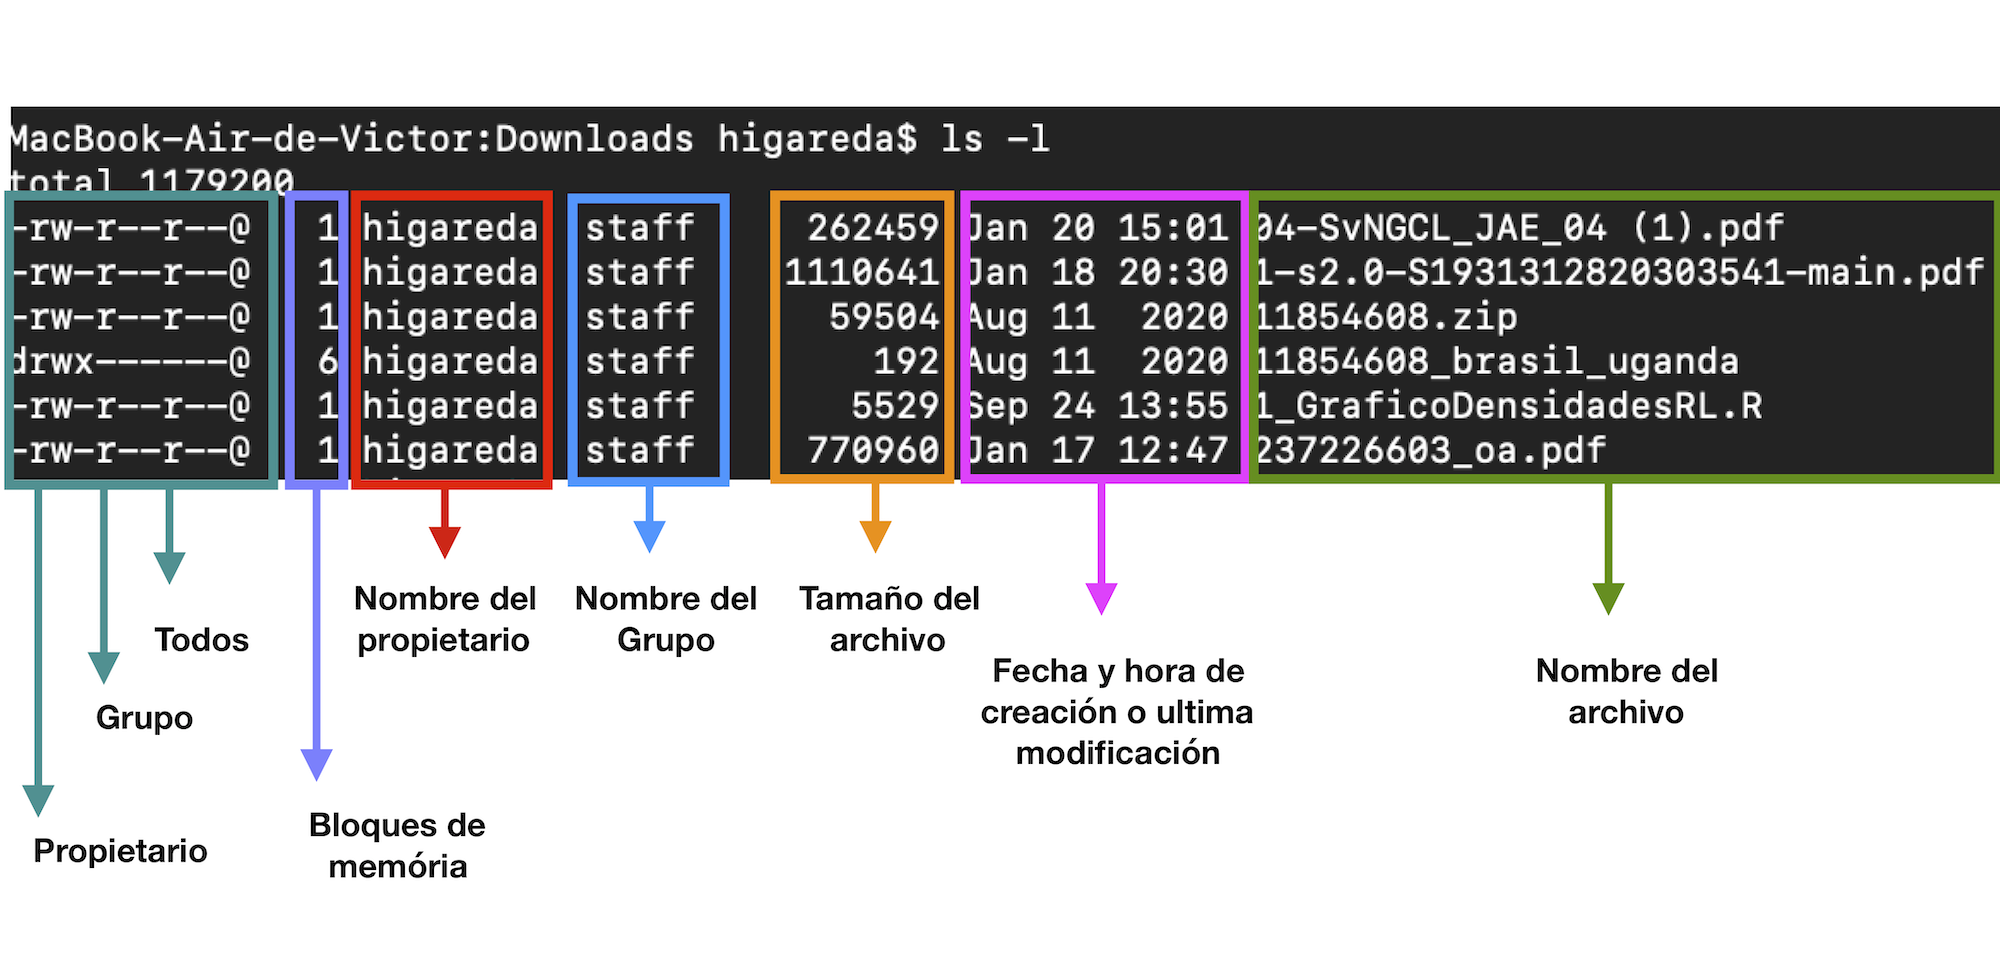 MacBook-Air-de-Victor:Downloads higareda$ ls -l
total 1179200
-rw-r--r--@ 1 higareda staff 262459 Jan 20 15:01 04-SvNGCL_JAE_04 (1).pdf
-rw-r--r--@ 1 higareda staff 1110641 Jan 18 20:30 1-s2.0-S1931312820303541-main.pdf
-rw-r--r--@ 1 higareda staff 59504 Aug 11 2020 11854608.zip
drwx------@ 6 higareda staff 192 Aug 11 2020 11854608_brasil_uganda
-rw-r--r--@ 1 higareda staff 5529 Sep 24 13:55 1_GraficoDensidadesRL.R
-rw-r--r--@ 1 higareda staff 770960 Jan 17 12:47 237226603_oa.pdf
Propietario
Grupo
Todos
Bloques de
memória
Nombre del
propietario
Nombre del
Grupo
Tamaño del
archivo
Fecha y hora de
creación o ultima
modificación
Nombre del
archivo